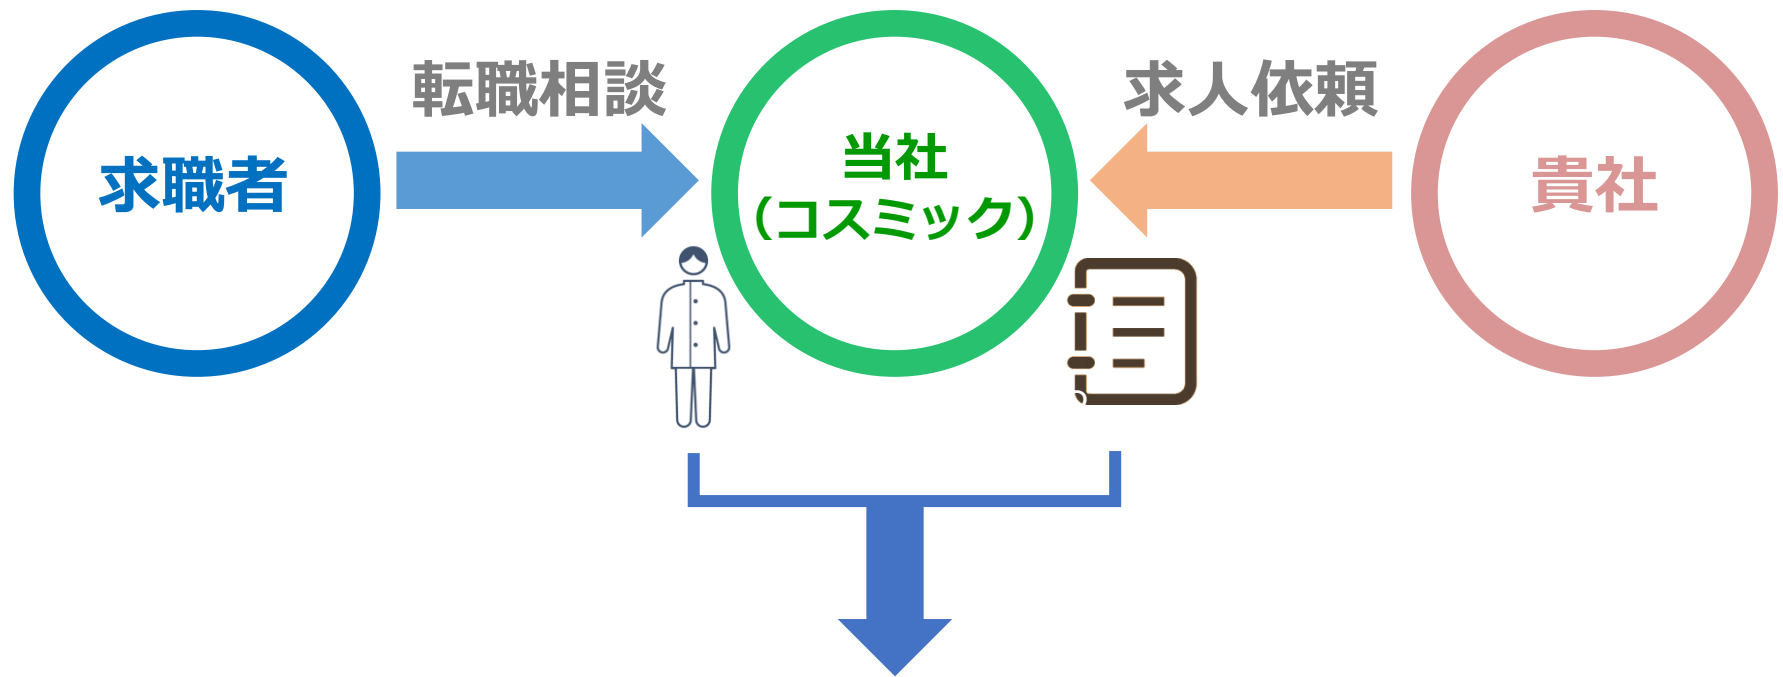 求職者
転職相談
当社
（コスミック）
求人依頼
貴社